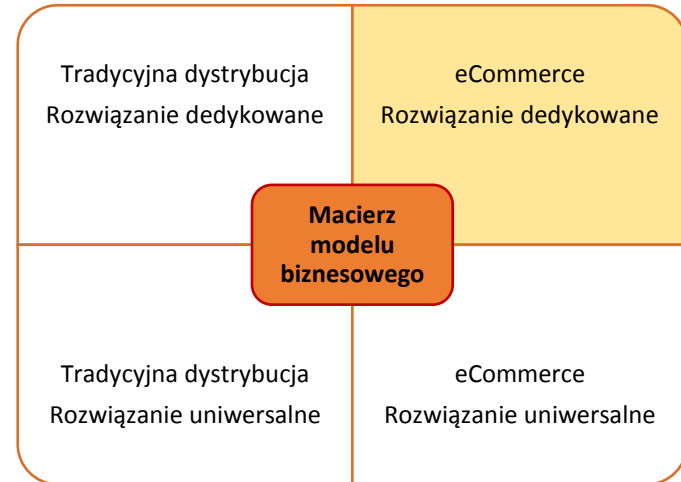 Tradycyjna dystrybucja
Rozwiązanie dedykowane
eCommerce
Rozwiązanie dedykowane
Macierz
modelu
biznesowego
Tradycyjna dystrybucja
Rozwiązanie uniwersalne
eCommerce
Rozwiązanie uniwersalne